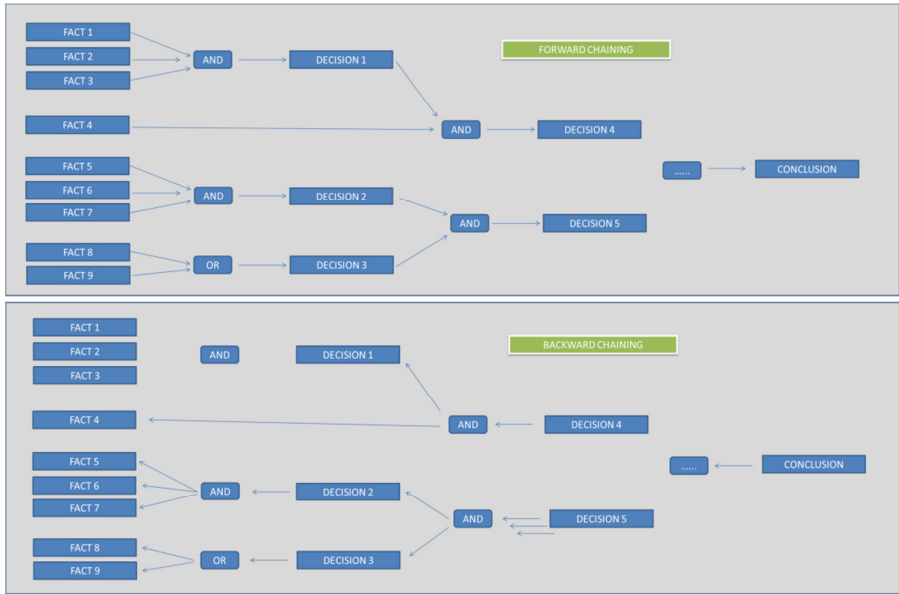 FACT 1
FORWARD CHAINING
FACT 2
AND
DECISION 1
FACT 3
FACT 4
AND
DECISION 4
FACT 5
......
CONCLUSION
FACT 6
AND
DECISION 2
FACT 7
AND
DECISION 5
FACT 8
OR
DECISION 3
FACT 9
FACT 1
BACKWARD CHAINING
FACT 2
AND
DECISION 1
FACT 3
FACT 4
AND
DECISION 4
FACT 5
......
CONCLUSION
FACT 6
AND
DECISION 2
FACT 7
AND
DECISION 5
FACT 8
OR
DECISION 3
FACT 9